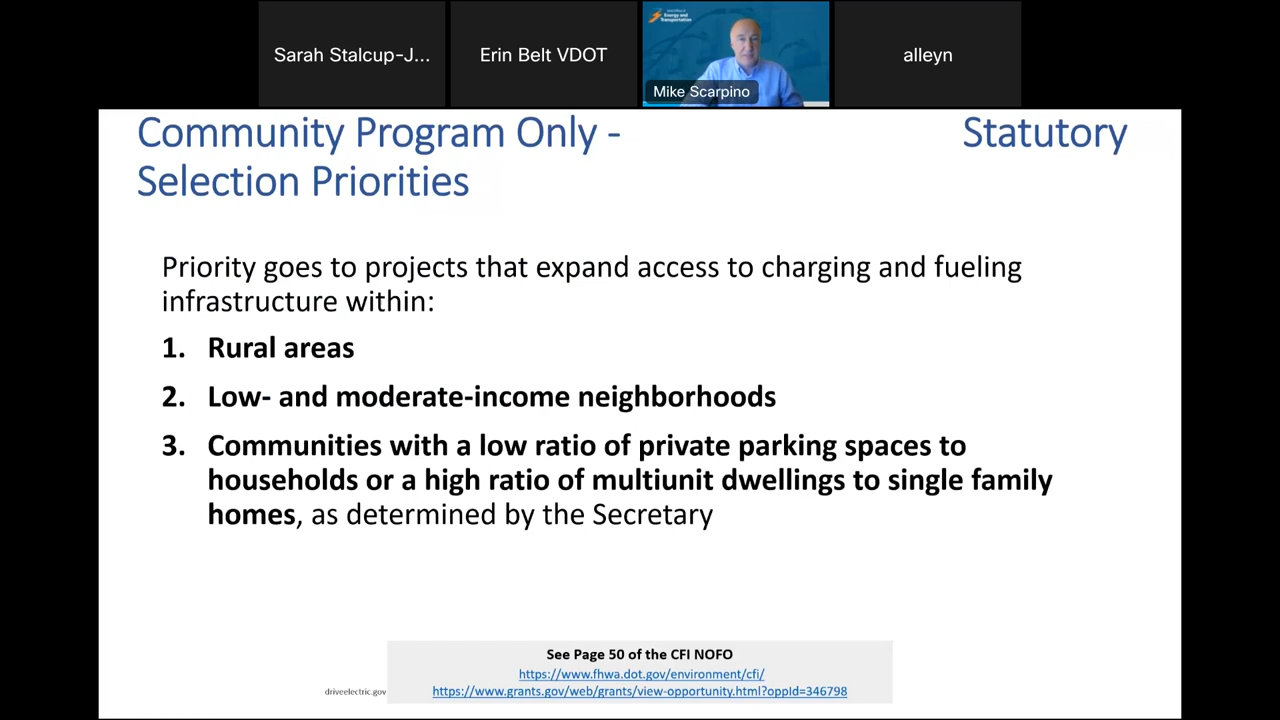 Sarah Stalcup-J...
Erin Belt VDOT
Energy and
Transportation
Mike Scarpino
alleyn
Community Program Only - Statutory
Selection Priorities
Priority goes to projects that expand access to charging and fueling
infrastructure within:
1. Rural areas
2. Low- and moderate-income neighborhoods
3. Communities with a low ratio of private parking spaces to
households or a high ratio of multiunit dwellings to single family
homes, as determined by the Secretary
See Page 50 of the CFI NOFO
https://www.fhwa.dot.gov/environment/cfi/
driveelectric.gov
https://www.grants.gov/web/grants/view-opportunity.html?oppId=346798